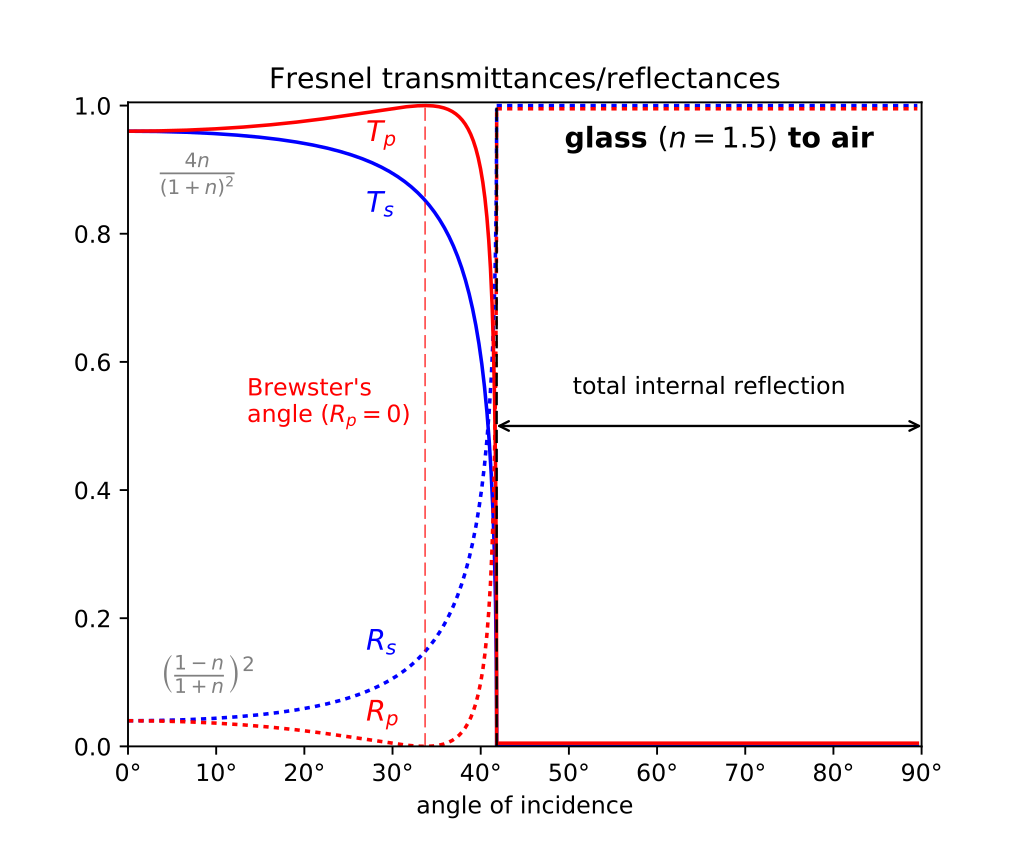 Fresnel transmittances/reflectances
1.0
0.8
0.6
0.4
0.2
0.0
T_p
glass (n = 1.5) to air
4n
(1 + n)²
T_s
Brewster's
angle (R_p = 0)
total internal reflection
R_s
(1 − n
1 + n)²
R_p
0° 10° 20° 30° 40° 50° 60° 70° 80° 90°
angle of incidence